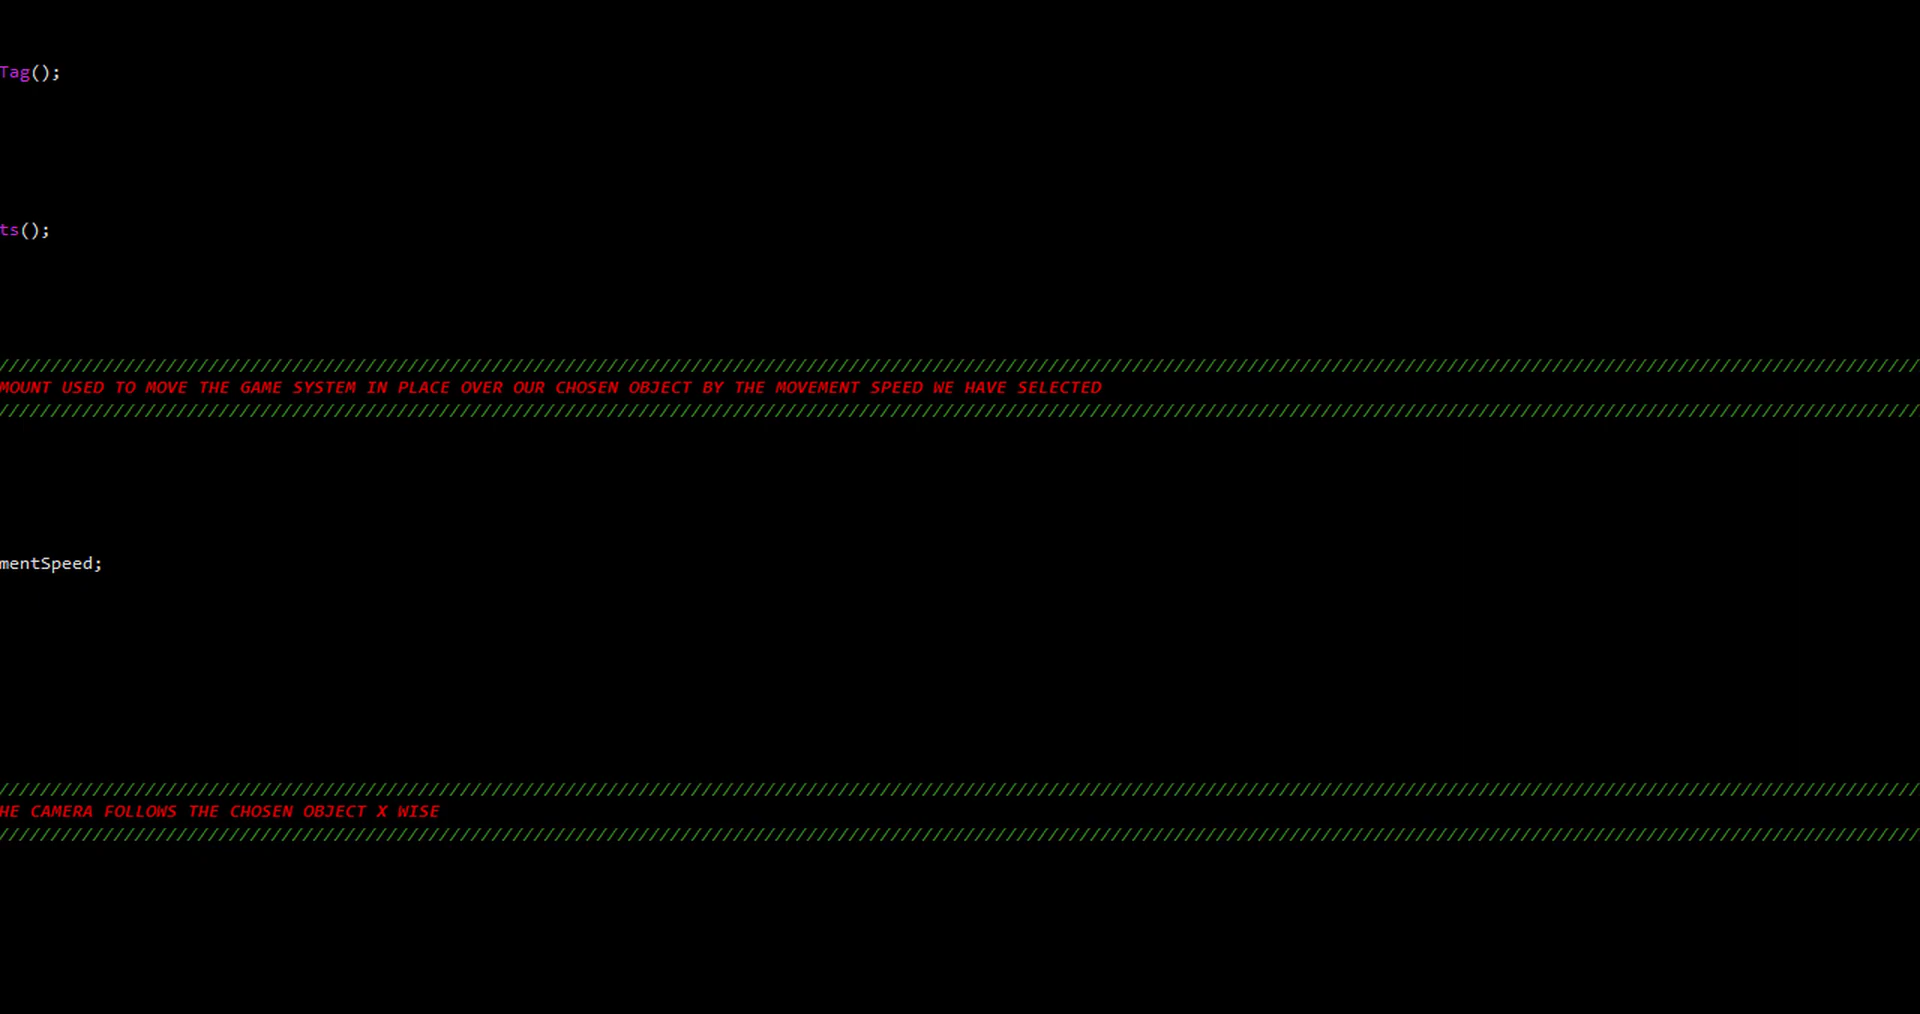 Tag();
ts();
////////////////////////////////////////////////////////////////////////////////////////////////////////////////////////////////////////////////////////////////////////////////////////
MOUNT USED TO MOVE THE GAME SYSTEM IN PLACE OVER OUR CHOSEN OBJECT BY THE MOVEMENT SPEED WE HAVE SELECTED
////////////////////////////////////////////////////////////////////////////////////////////////////////////////////////////////////////////////////////////////////////////////////////
mentSpeed;
////////////////////////////////////////////////////////////////////////////////////////////////////////////////////////////////////////////////////////////////////////////////////////
HE CAMERA FOLLOWS THE CHOSEN OBJECT X WISE
////////////////////////////////////////////////////////////////////////////////////////////////////////////////////////////////////////////////////////////////////////////////////////